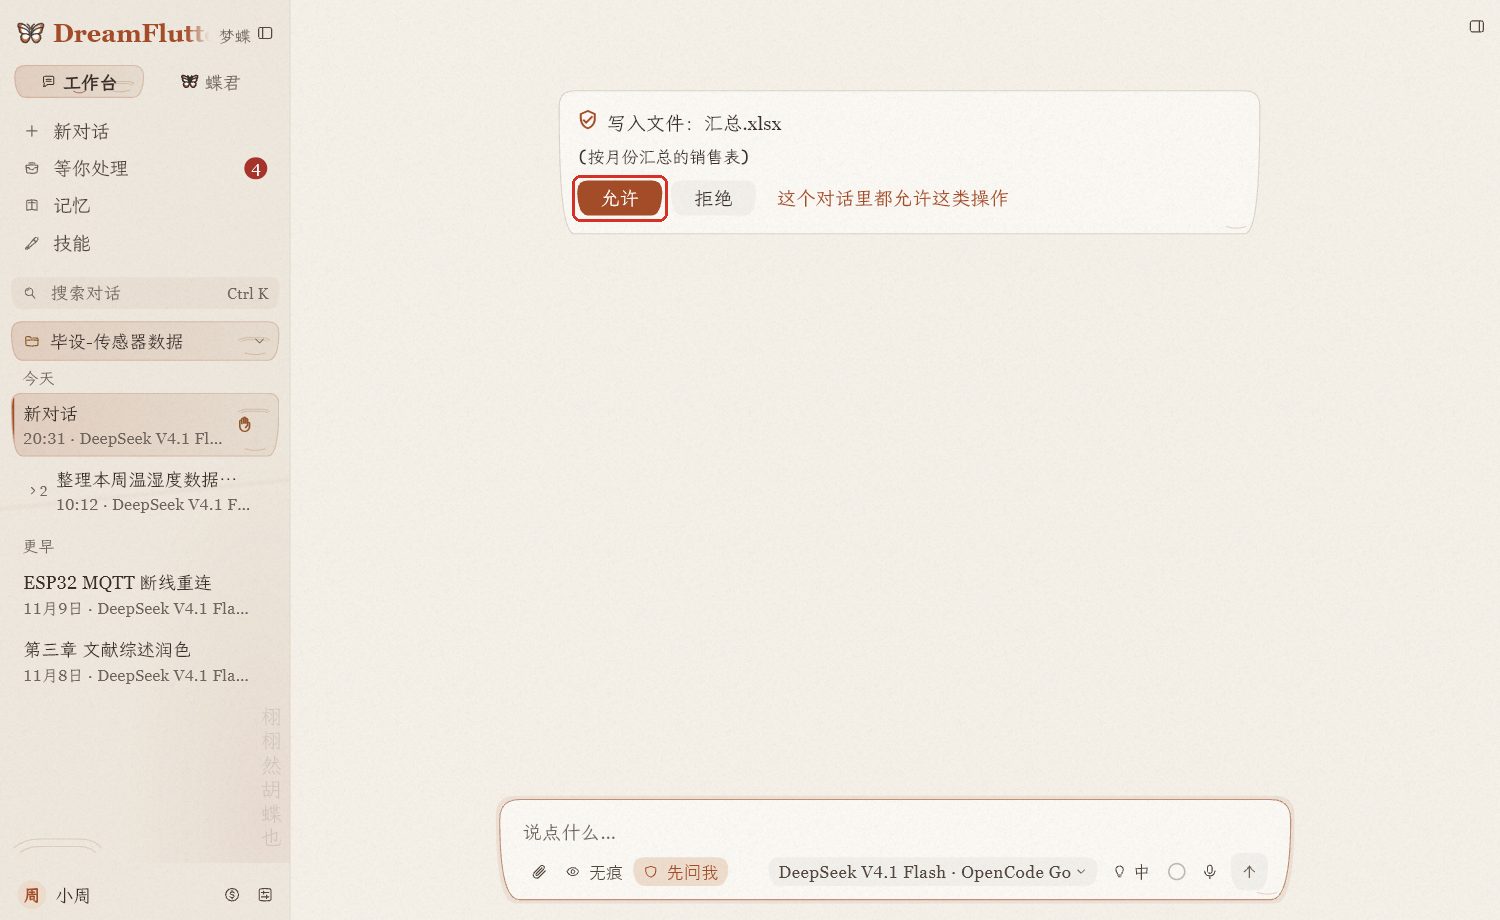 DreamFlutt 梦蝶
工作台 蝶君
新对话
等你处理 4
记忆
技能
搜索对话 Ctrl K
毕设-传感器数据
今天
新对话
20:31 · DeepSeek V4.1 Fl...
2 整理本周温湿度数据…
10:12 · DeepSeek V4.1 F...
更早
ESP32 MQTT 断线重连
11月9日 · DeepSeek V4.1 Fla...
第三章 文献综述润色
11月8日 · DeepSeek V4.1 Fla...
栩栩然胡蝶也
周 小周
写入文件：汇总.xlsx
(按月份汇总的销售表)
允许 拒绝 这个对话里都允许这类操作
说点什么...
无痕 先问我 DeepSeek V4.1 Flash · OpenCode Go 中